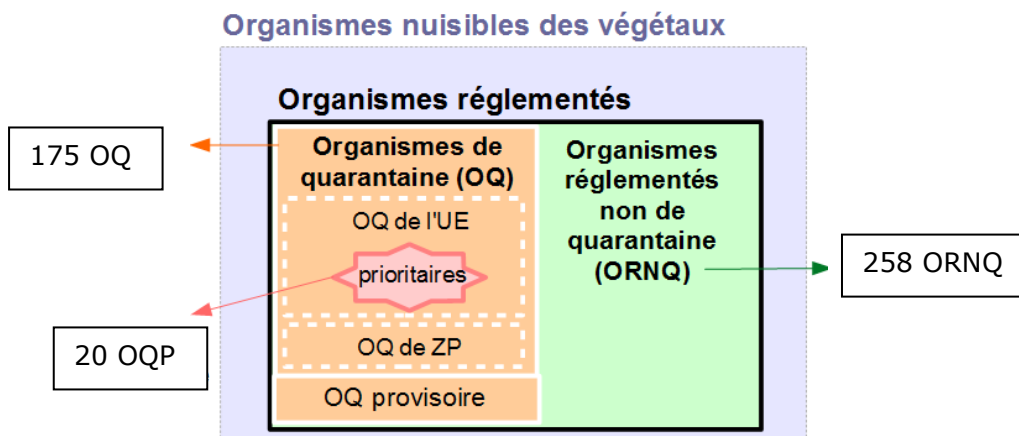 Organismes nuisibles des végétaux
Organismes réglementés
175 OQ
Organismes de
quarantaine (OQ)
OQ de l'UE
prioritaires
20 OQP
OQ de ZP
OQ provisoire
Organismes
réglementés
non de
quarantaine
(ORNQ)
258 ORNQ